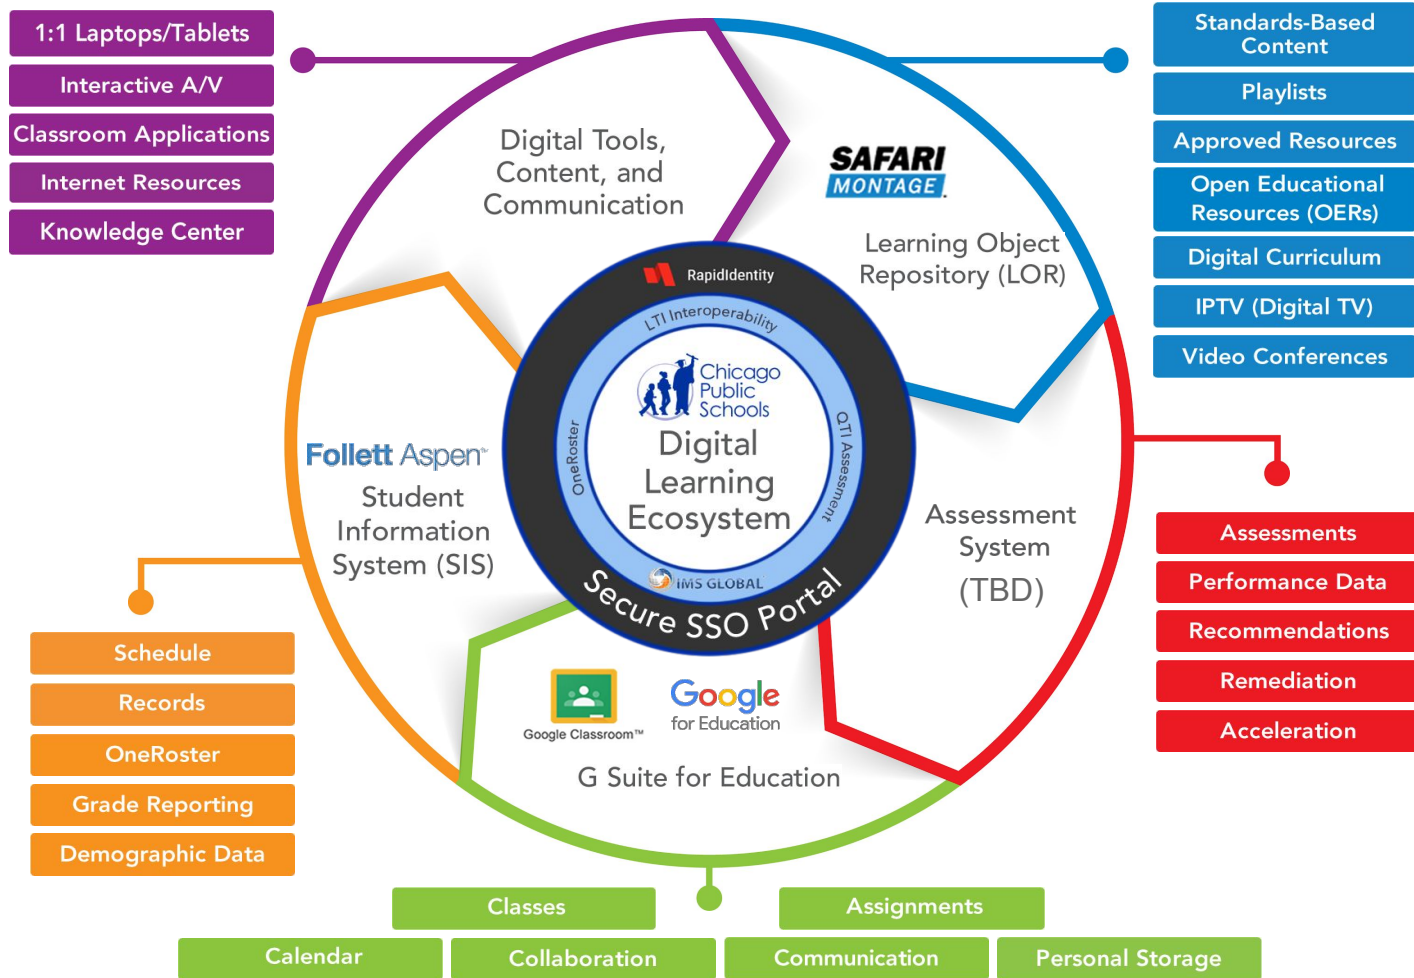 1:1 Laptops/Tablets
Interactive A/V
Classroom Applications
Internet Resources
Knowledge Center
Standards-Based
Content
Playlists
Approved Resources
Open Educational
Resources (OERs)
Digital Curriculum
IPTV (Digital TV)
Video Conferences
Digital Tools,
Content, and
Communication
SAFARI
MONTAGE
Learning Object
Repository (LOR)
RapidIdentity
LTI Interoperability
OneRoster
QTI Assessment
Chicago
Public
Schools
Digital
Learning
Ecosystem
IMS GLOBAL
Secure SSO Portal
Follett Aspen™
Student
Information
System (SIS)
Assessment
System
(TBD)
Google Classroom™
Google
for Education
G Suite for Education
Assessments
Performance Data
Recommendations
Remediation
Acceleration
Schedule
Records
OneRoster
Grade Reporting
Demographic Data
Classes
Assignments
Calendar
Collaboration
Communication
Personal Storage